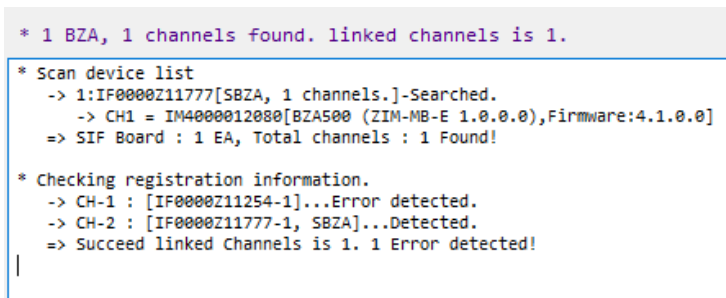 * 1 BZA, 1 channels found. linked channels is 1.
* Scan device list
-> 1:IF0000Z11777[SBZA, 1 channels.]-Searched.
-> CH1 = IM4000012080[BZA500 (ZIM-MB-E 1.0.0.0),Firmware:4.1.0.0]
=> SIF Board : 1 EA, Total channels : 1 Found!
* Checking registration information.
-> CH-1 : [IF0000Z11254-1]...Error detected.
-> CH-2 : [IF0000Z11777-1, SBZA]...Detected.
=> Succeed linked Channels is 1. 1 Error detected!